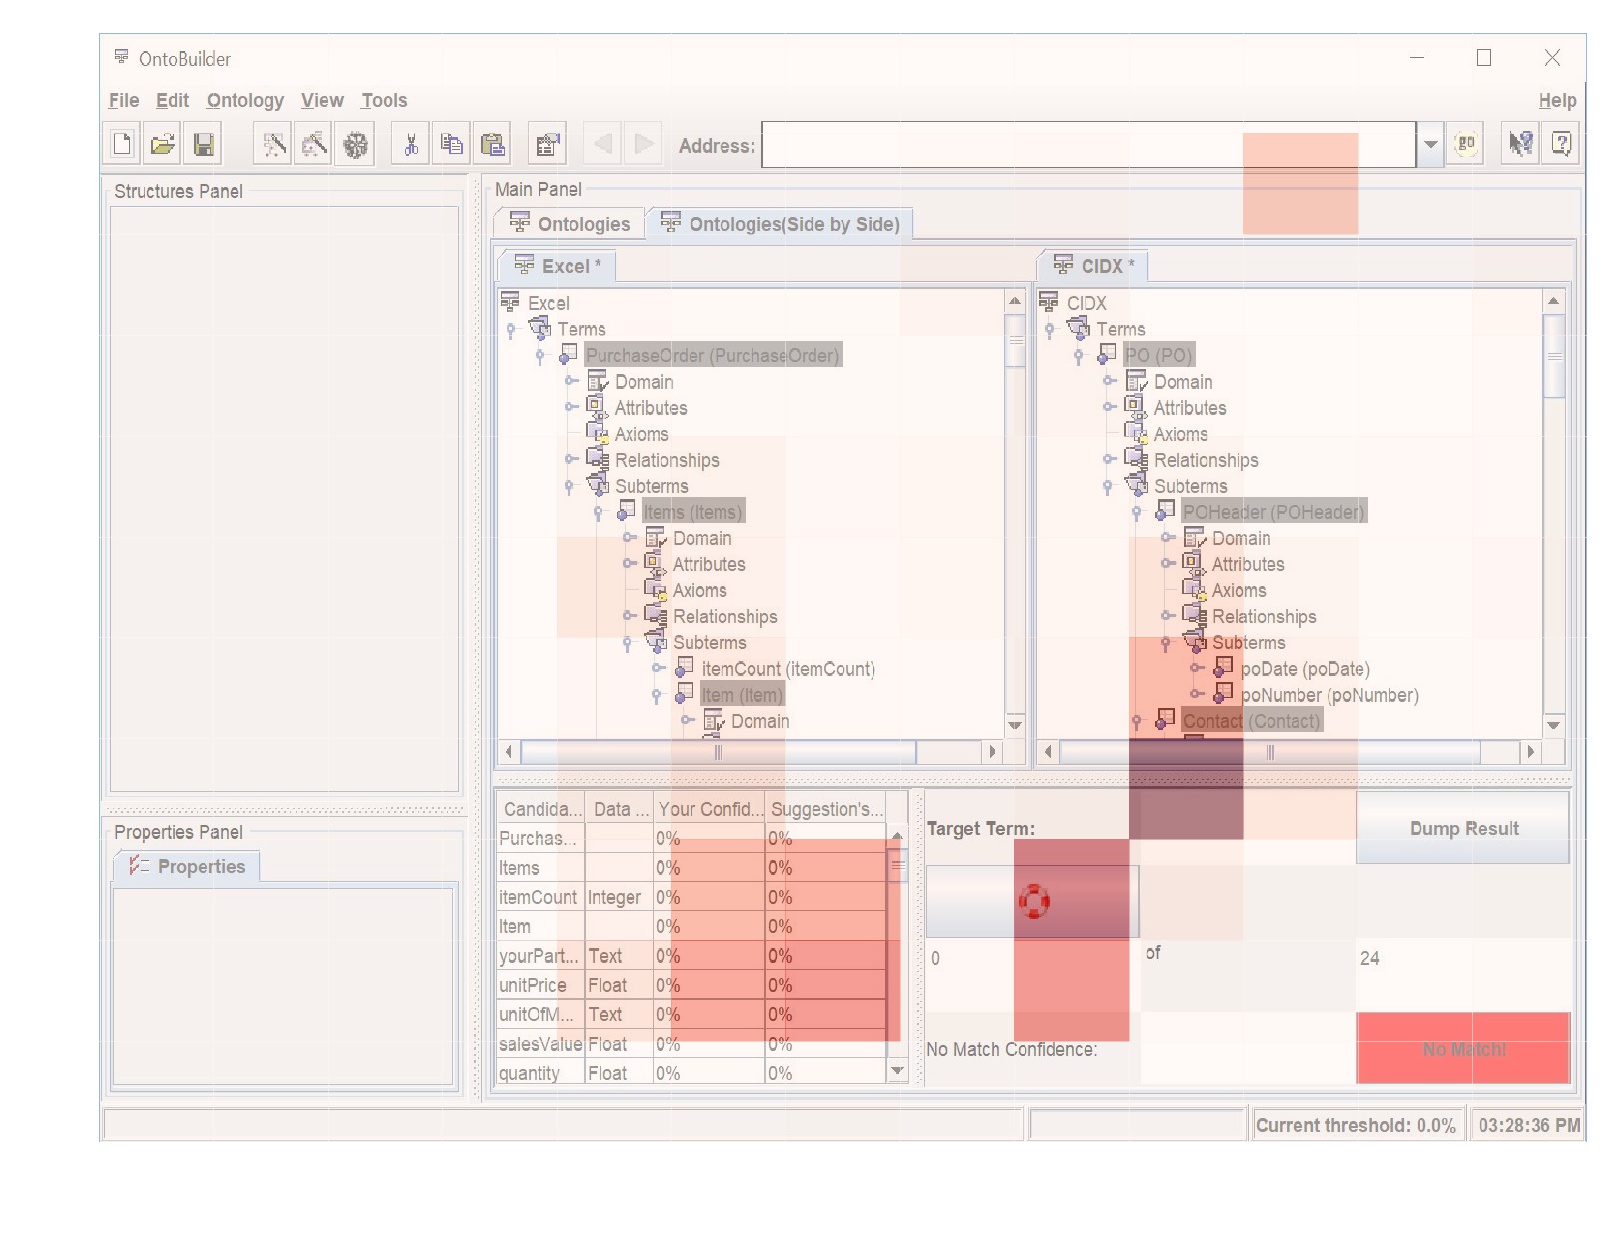 OntoBuilder
File Edit Ontology View Tools Help
Address: go
Structures Panel
Main Panel
Ontologies Ontologies(Side by Side)
Excel * CIDX *
Excel
Terms
PurchaseOrder (PurchaseOrder)
Domain
Attributes
Axioms
Relationships
Subterms
Items (Items)
Domain
Attributes
Axioms
Relationships
Subterms
itemCount (itemCount)
Item (Item)
Domain
CIDX
Terms
PO (PO)
Domain
Attributes
Axioms
Relationships
Subterms
POHeader (POHeader)
Domain
Attributes
Axioms
Relationships
Subterms
poDate (poDate)
poNumber (poNumber)
Contact (Contact)
Properties Panel
Properties
Candida... Data ... Your Confid... Suggestion's...
Purchas... 0% 0%
Items 0% 0%
itemCount Integer 0% 0%
Item 0% 0%
yourPart... Text 0% 0%
unitPrice Float 0% 0%
unitOfM... Text 0% 0%
salesValue Float 0% 0%
quantity Float 0% 0%
Target Term: Dump Result
0 of 24
No Match Confidence: No Match!
Current threshold: 0.0% 03:28:36 PM